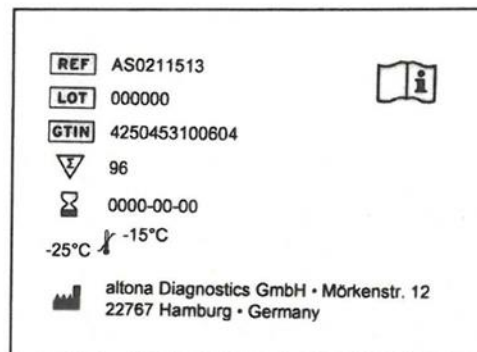 REF AS0211513
LOT 000000
GTIN 4250453100604
Σ 96
0000-00-00
-25°C -15°C
altona Diagnostics GmbH • Mörkenstr. 12
22767 Hamburg • Germany
i